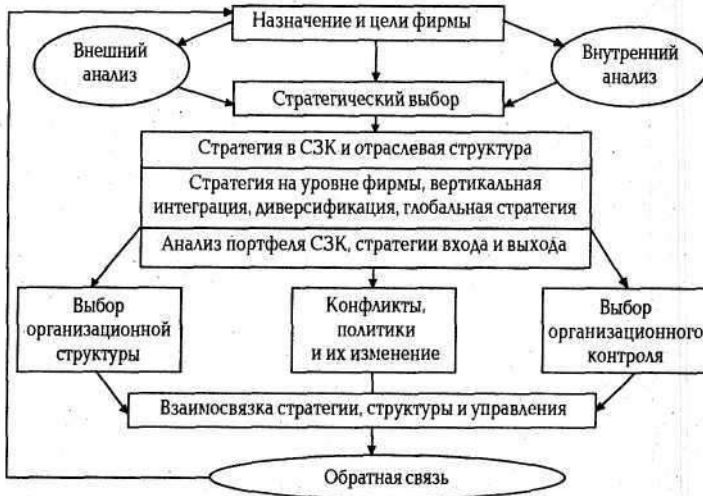 Назначение и цели фирмы
Внешний
анализ
Внутренний
анализ
Стратегический выбор
Стратегия в СЗК и отраслевая структура
Стратегия на уровне фирмы, вертикальная
интеграция, диверсификация, глобальная стратегия
Анализ портфеля СЗК, стратегии входа и выхода
Выбор
организационной
структуры
Конфликты,
политики
и их изменение
Выбор
организационного
контроля
Взаимосвязка стратегии, структуры и управления
Обратная связь